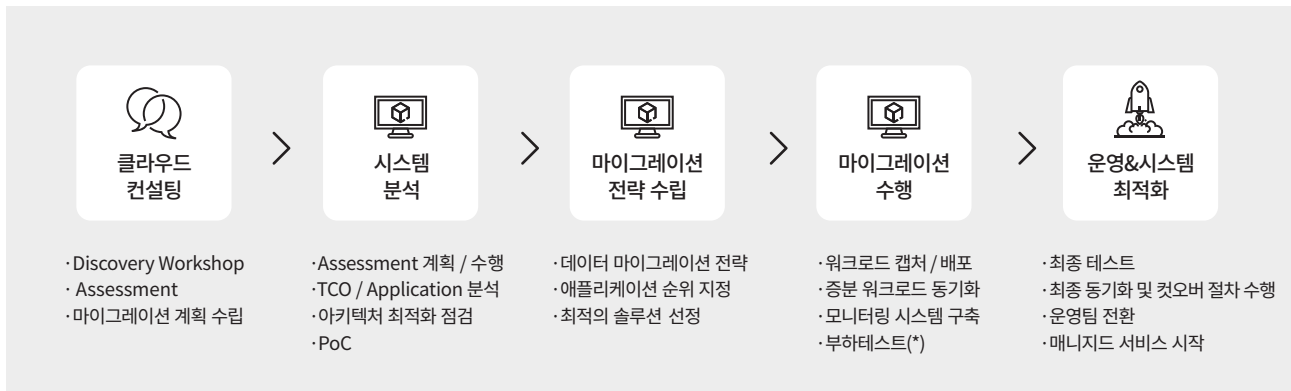 클라우드
컨설팅
·Discovery Workshop
· Assessment
·마이그레이션 계획 수립
시스템
분석
·Assessment 계획 / 수행
·TCO / Application 분석
·아키텍처 최적화 점검
·PoC
마이그레이션
전략 수립
·데이터 마이그레이션 전략
·애플리케이션 순위 지정
·최적의 솔루션 선정
마이그레이션
수행
·워크로드 캡처 / 배포
·증분 워크로드 동기화
·모니터링 시스템 구축
·부하테스트(*)
운영&시스템
최적화
·최종 테스트
·최종 동기화 및 컷오버 절차 수행
·운영팀 전환
·매니지드 서비스 시작